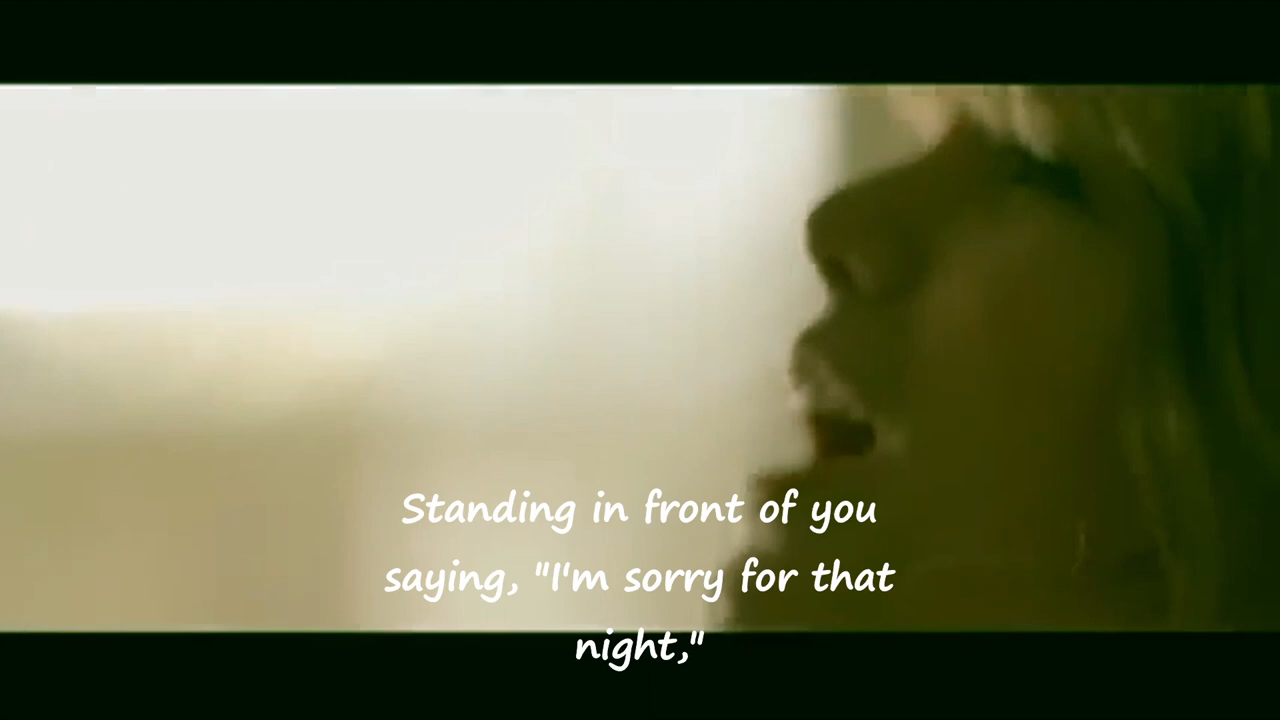 Standing in front of you
saying, "I'm sorry for that
night,"